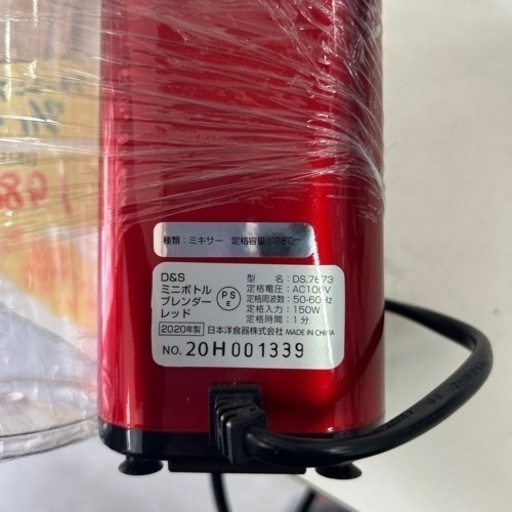 種類：ミキサー 定格容量：280m
D&S
ミニボトル
ブレンダー
レッド
PSE
型 名：DS.7673
定格電圧：AC100V
定格周波数：50-60Hz
定格入力：150W
定格時間：1分
2020年製 日本洋食器株式会社 MADE IN CHINA
NO. 20H001339